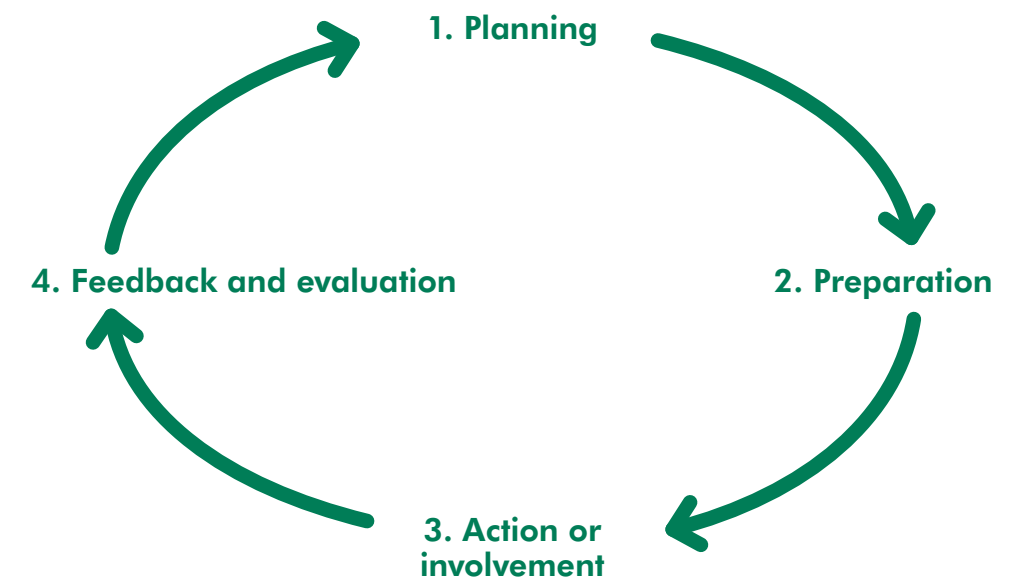 1. Planning
2. Preparation
3. Action or
involvement
4. Feedback and evaluation